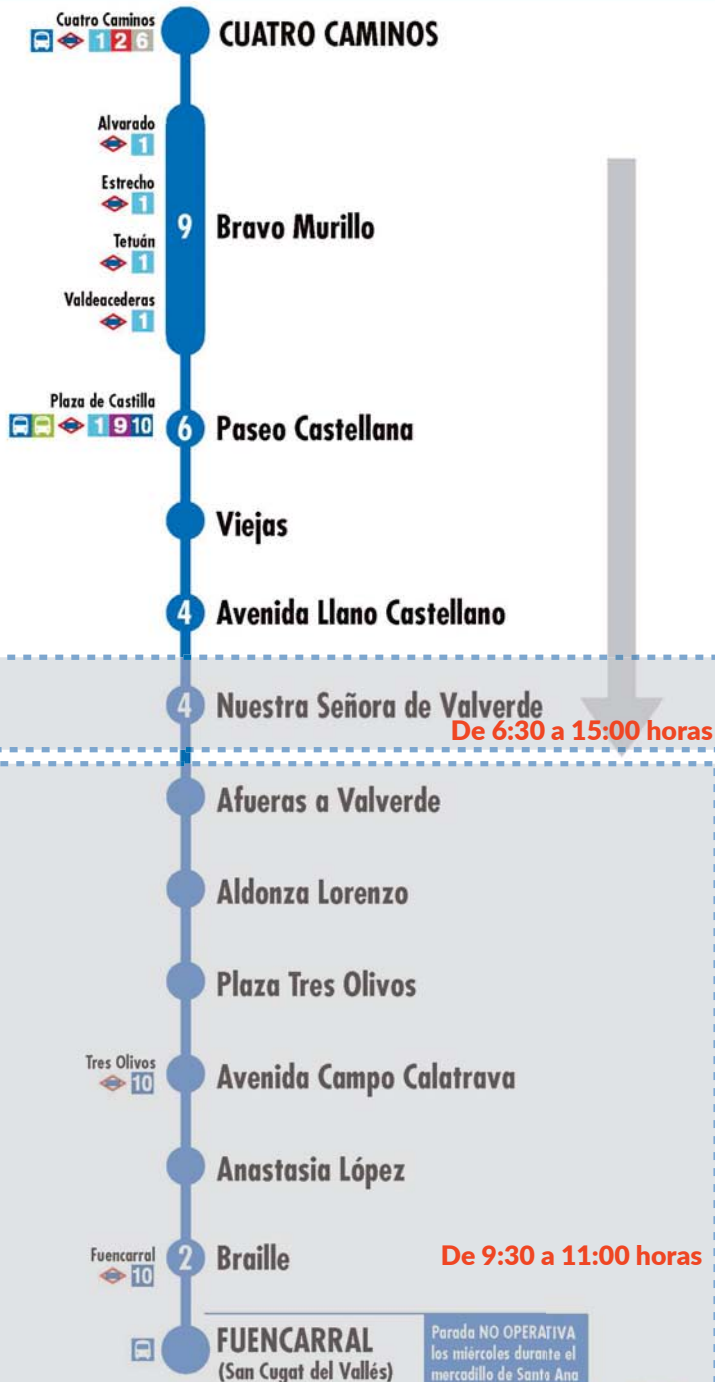 Cuatro Caminos
1 2 6
CUATRO CAMINOS
Alvarado
1
Estrecho
1
9 Bravo Murillo
Tetuán
1
Valdeacederas
1
Plaza de Castilla
1 9 10
6 Paseo Castellana
Viejas
4 Avenida Llano Castellano
4 Nuestra Señora de Valverde
De 6:30 a 15:00 horas
Afueras a Valverde
Aldonza Lorenzo
Plaza Tres Olivos
Tres Olivos
10
Avenida Campo Calatrava
Anastasia López
Fuencarral
10
2 Braille
De 9:30 a 11:00 horas
FUENCARRAL
(San Cugat del Vallés)
Parada NO OPERATIVA
los miércoles durante el
mercadillo de Santa Ana